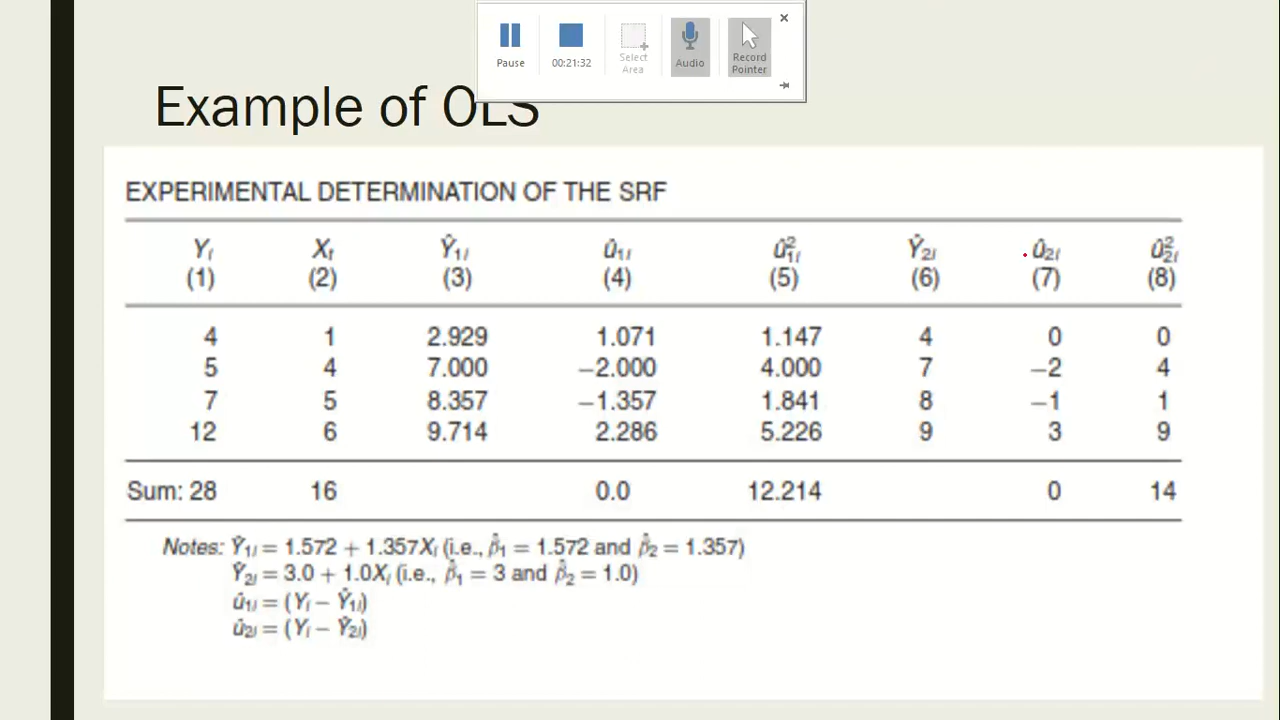 Pause
00:21:32
Select
Area
Audio
Record
Pointer
Example of OLS
EXPERIMENTAL DETERMINATION OF THE SRF
Yᵢ Xₜ Ŷ₁ᵢ û₁ᵢ û²₁ᵢ Ŷ₂ᵢ û₂ᵢ û²₂ᵢ
(1) (2) (3) (4) (5) (6) (7) (8)
4 1 2.929 1.071 1.147 4 0 0
5 4 7.000 −2.000 4.000 7 −2 4
7 5 8.357 −1.357 1.841 8 −1 1
12 6 9.714 2.286 5.226 9 3 9
Sum: 28 16 0.0 12.214 0 14
Notes: Ŷ₁ᵢ = 1.572 + 1.357Xᵢ (i.e., β̂₁ = 1.572 and β̂₂ = 1.357)
Ŷ₂ᵢ = 3.0 + 1.0Xᵢ (i.e., β̂₁ = 3 and β̂₂ = 1.0)
û₁ᵢ = (Yᵢ − Ŷ₁ᵢ)
û₂ᵢ = (Yᵢ − Ŷ₂ᵢ)